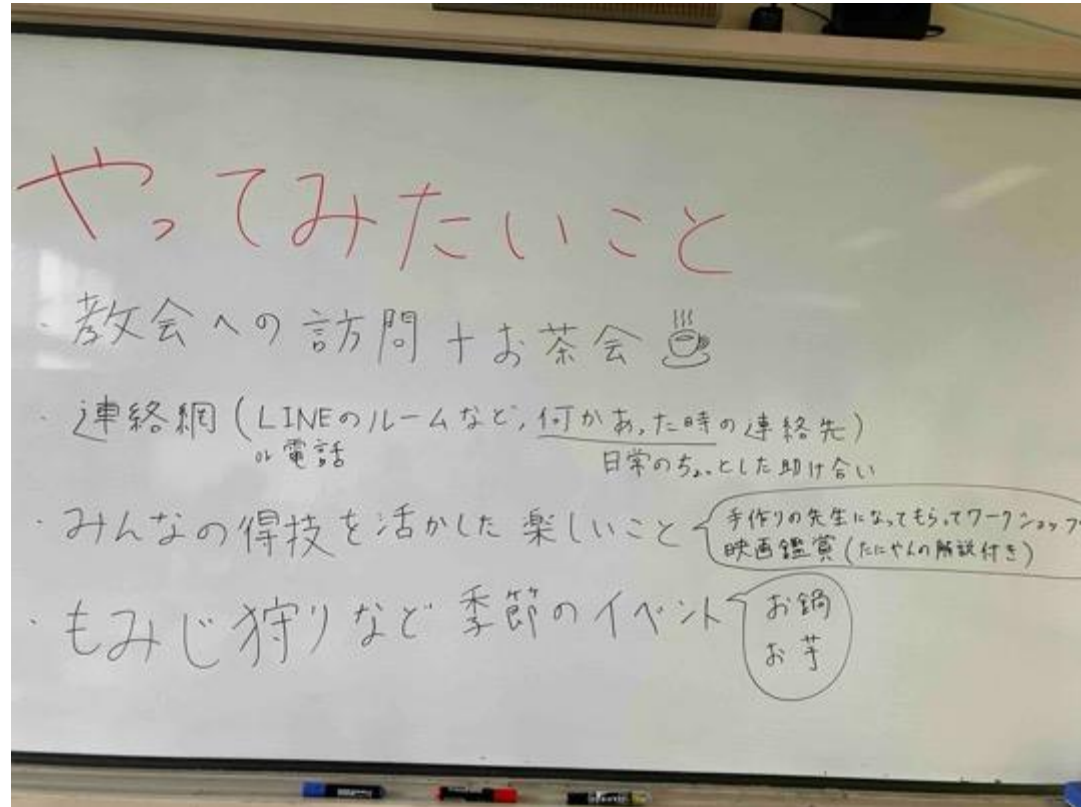 やってみたいこと
・教会への訪問+お茶会
・連絡網(LINEのルームなど,何かあった時の連絡先)
or電話
日常のちょっとした助け合い
・みんなの得技を活かした楽しいこと
手作りの先生になってもらってワークショップ
映画鑑賞(たにやんの解説付き)
・もみじ狩りなど季節のイベント
お鍋
お芋